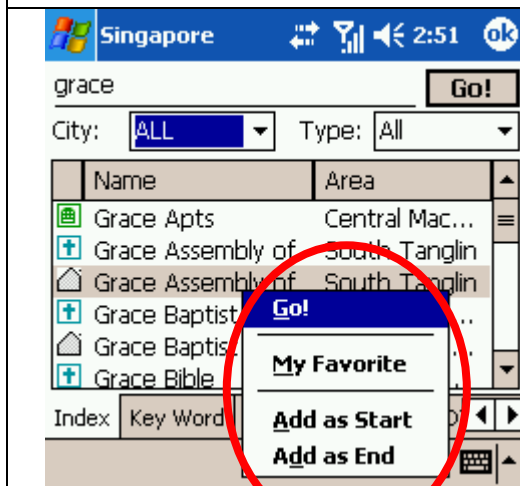 Singapore 2:51 ok
grace Go!
City: ALL Type: All
Name Area
Grace Apts Central Mac...
Grace Assembly of South Tanglin
Grace Assembly of South Tanglin
Grace Baptist
Grace Baptist
Grace Bible
Go!
My Favorite
Add as Start
Add as End
Index Key Word